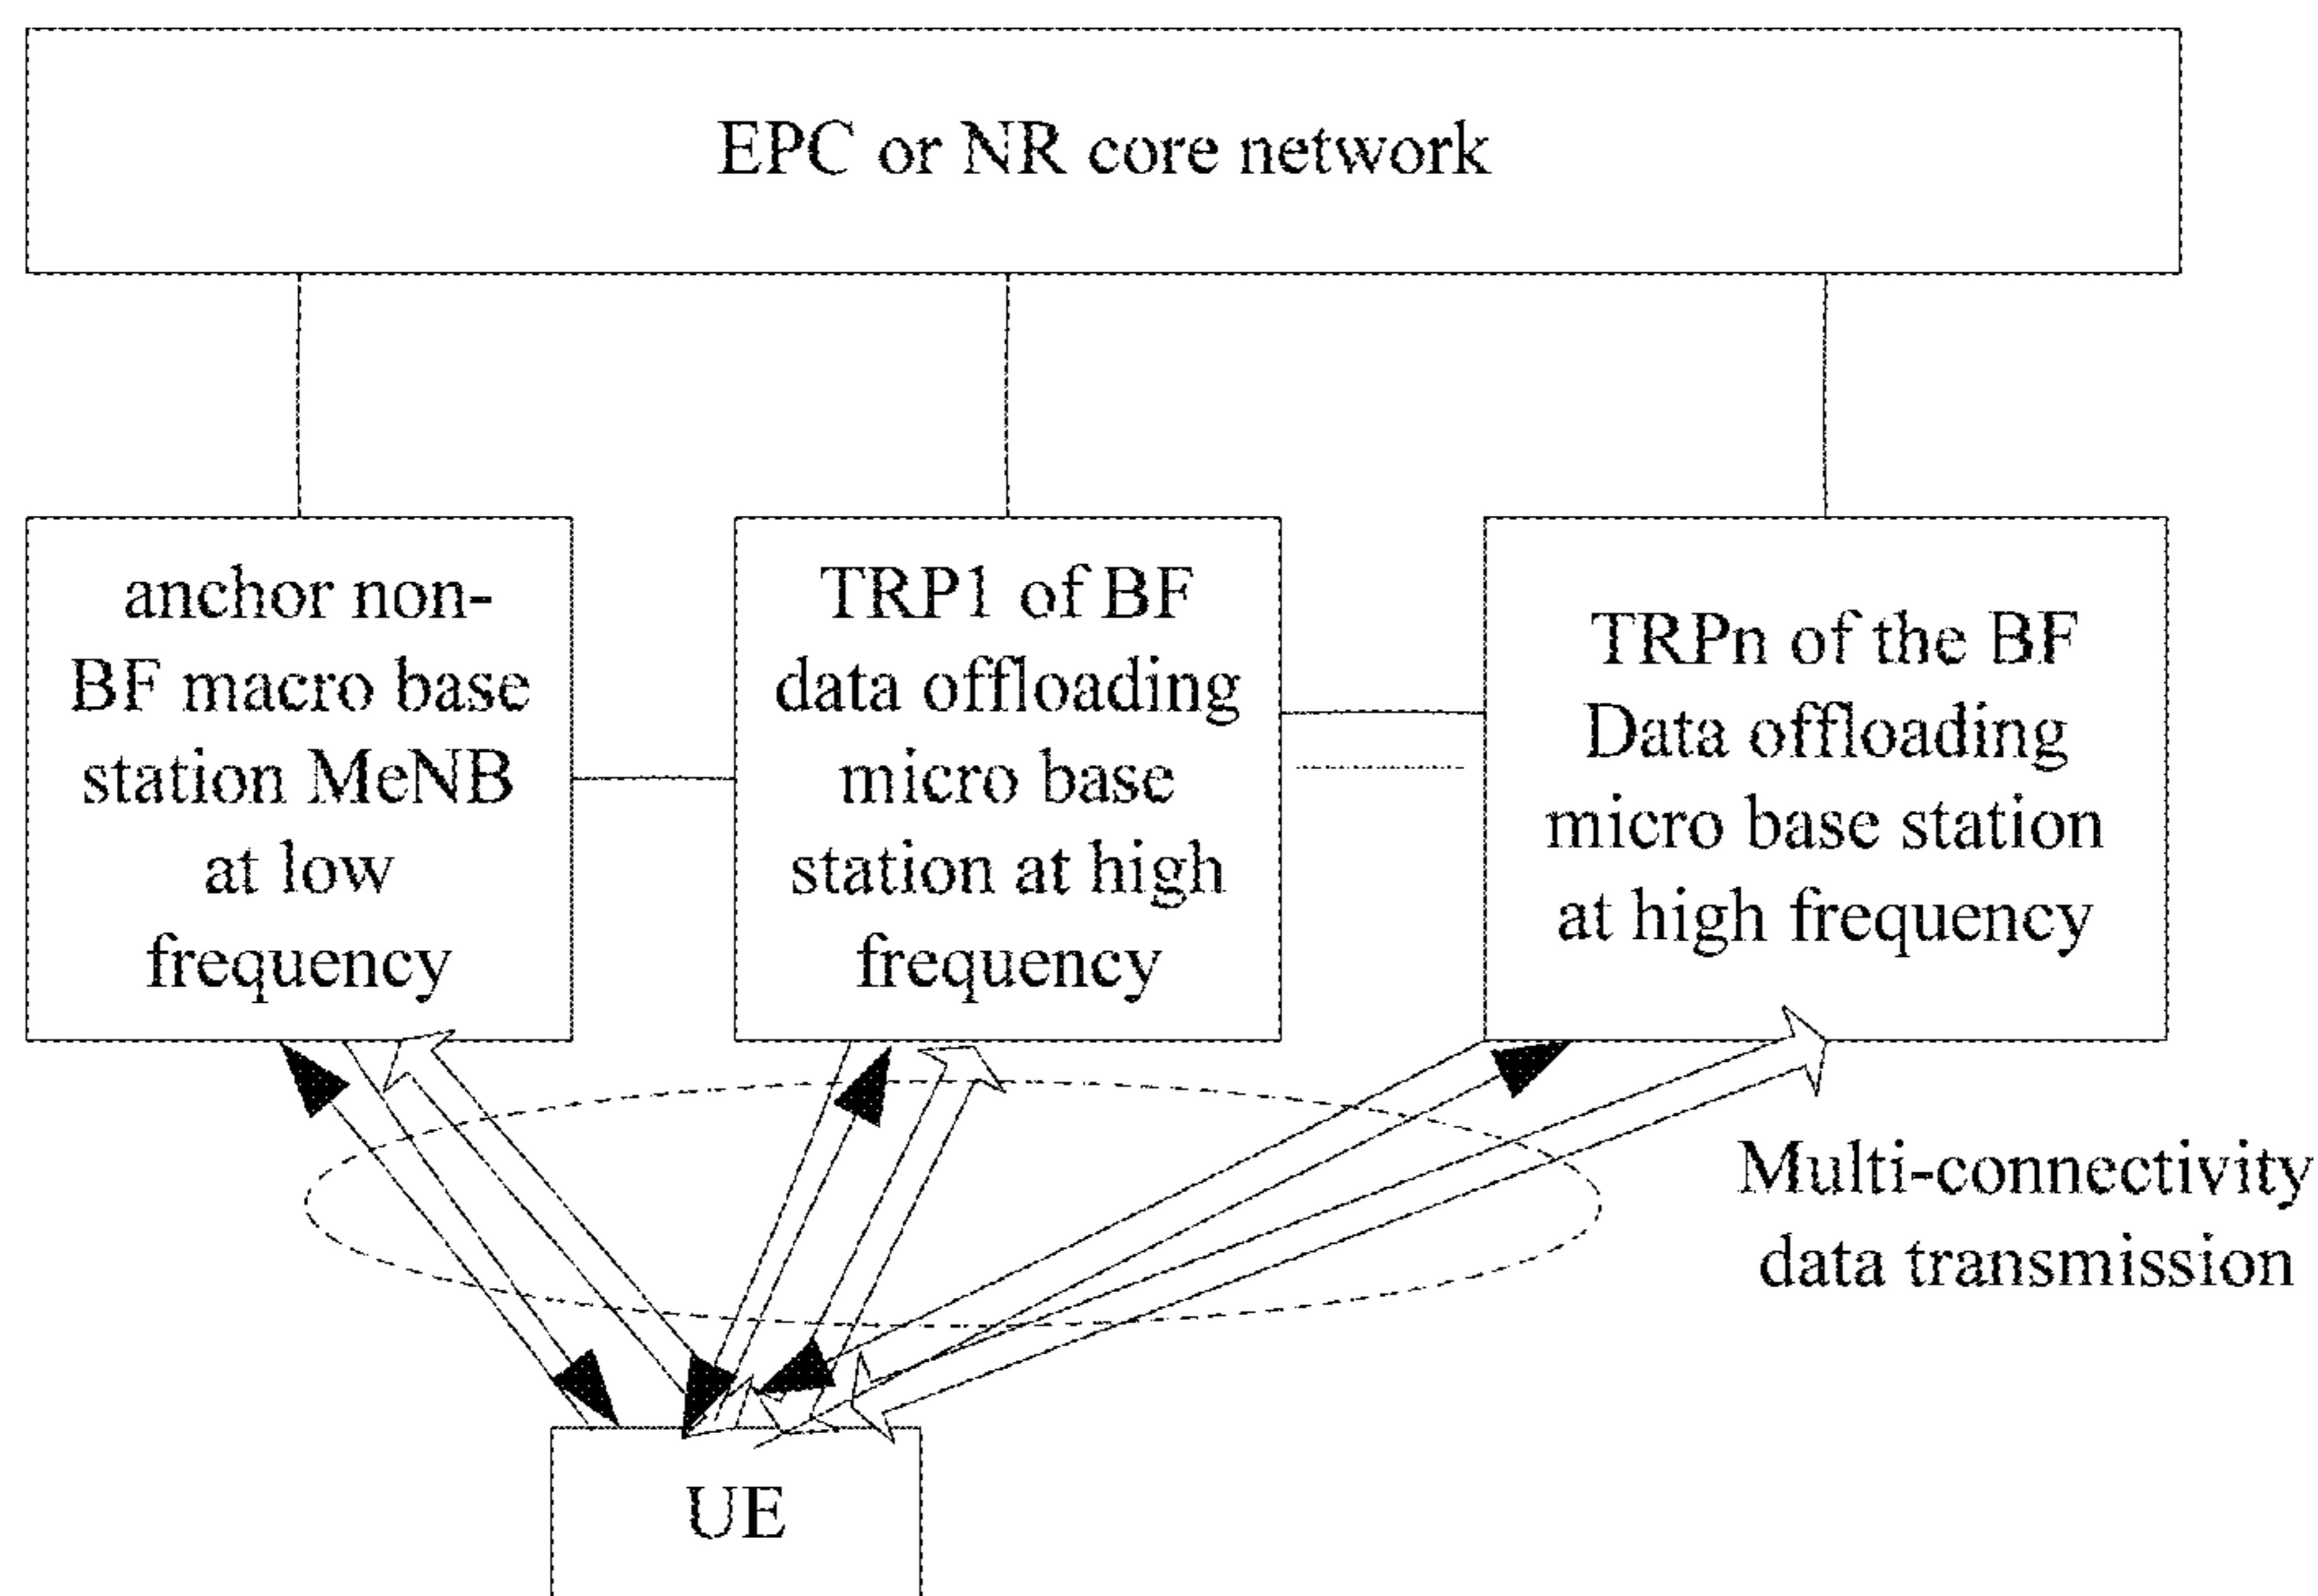 EPC or NR core network
anchor non-
BF macro base
station MeNB
at low
frequency
TRP1 of BF
data offloading
micro base
station at high
frequency
TRPn of the BF
Data offloading
micro base station
at high frequency
Multi-connectivity
data transmission
UE